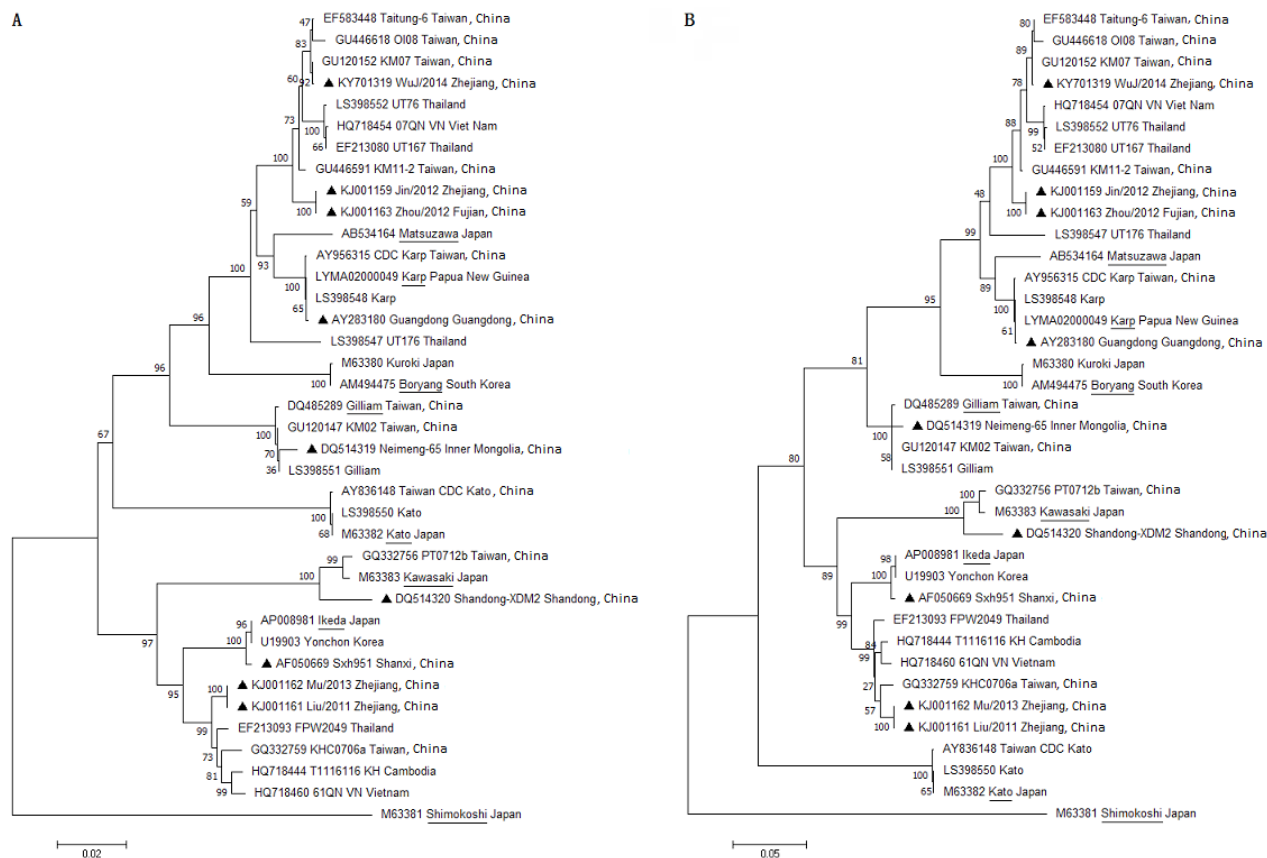 A
47
EF583448 Taitung-6 Taiwan, China
83
GU446618 OI08 Taiwan, China
GU120152 KM07 Taiwan, China
60
92
▲ KY701319 WuJ/2014 Zhejiang, China
LS398552 UT76 Thailand
73
100
HQ718454 07QN VN Viet Nam
66
EF213080 UT167 Thailand
100
GU446591 KM11-2 Taiwan, China
▲ KJ001159 Jin/2012 Zhejiang, China
59
100
▲ KJ001163 Zhou/2012 Fujian, China
AB534164 Matsuzawa Japan
93
AY956315 CDC Karp Taiwan, China
100
100
LYMA02000049 Karp Papua New Guinea
LS398548 Karp
65
▲ AY283180 Guangdong Guangdong, China
96
LS398547 UT176 Thailand
96
M63380 Kuroki Japan
100
AM494475 Boryang South Korea
DQ485289 Gilliam Taiwan, China
67
100
GU120147 KM02 Taiwan, China
70
▲ DQ514319 Neimeng-65 Inner Mongolia, China
36
LS398551 Gilliam
AY836148 Taiwan CDC Kato, China
100
LS398550 Kato
68
M63382 Kato Japan
99
GQ332756 PT0712b Taiwan, China
100
M63383 Kawasaki Japan
▲ DQ514320 Shandong-XDM2 Shandong, China
97
96
AP008981 Ikeda Japan
100
U19903 Yonchon Korea
▲ AF050669 Sxh951 Shanxi, China
95
100
▲ KJ001162 Mu/2013 Zhejiang, China
▲ KJ001161 Liu/2011 Zhejiang, China
99
EF213093 FPW2049 Thailand
73
GQ332759 KHC0706a Taiwan, China
81
HQ718444 T1116116 KH Cambodia
99
HQ718460 61QN VN Vietnam
M63381 Shimokoshi Japan
0.02
B
80
EF583448 Taitung-6 Taiwan, China
89
GU446618 OI08 Taiwan, China
GU120152 KM07 Taiwan, China
78
▲ KY701319 WuJ/2014 Zhejiang, China
HQ718454 07QN VN Viet Nam
88
99
LS398552 UT76 Thailand
52
EF213080 UT167 Thailand
100
GU446591 KM11-2 Taiwan, China
▲ KJ001159 Jin/2012 Zhejiang, China
48
100
▲ KJ001163 Zhou/2012 Fujian, China
99
LS398547 UT176 Thailand
AB534164 Matsuzawa Japan
89
AY956315 CDC Karp Taiwan, China
95
100
LS398548 Karp
LYMA02000049 Karp Papua New Guinea
61
▲ AY283180 Guangdong Guangdong, China
81
M63380 Kuroki Japan
100
AM494475 Boryang South Korea
DQ485289 Gilliam Taiwan, China
100
▲ DQ514319 Neimeng-65 Inner Mongolia, China
GU120147 KM02 Taiwan, China
80
58
LS398551 Gilliam
100
GQ332756 PT0712b Taiwan, China
100
M63383 Kawasaki Japan
▲ DQ514320 Shandong-XDM2 Shandong, China
98
AP008981 Ikeda Japan
89
100
U19903 Yonchon Korea
▲ AF050669 Sxh951 Shanxi, China
99
EF213093 FPW2049 Thailand
84
HQ718444 T1116116 KH Cambodia
99
HQ718460 61QN VN Vietnam
27
GQ332759 KHC0706a Taiwan, China
57
▲ KJ001162 Mu/2013 Zhejiang, China
100
▲ KJ001161 Liu/2011 Zhejiang, China
AY836148 Taiwan CDC Kato
100
LS398550 Kato
65
M63382 Kato Japan
M63381 Shimokoshi Japan
0.05